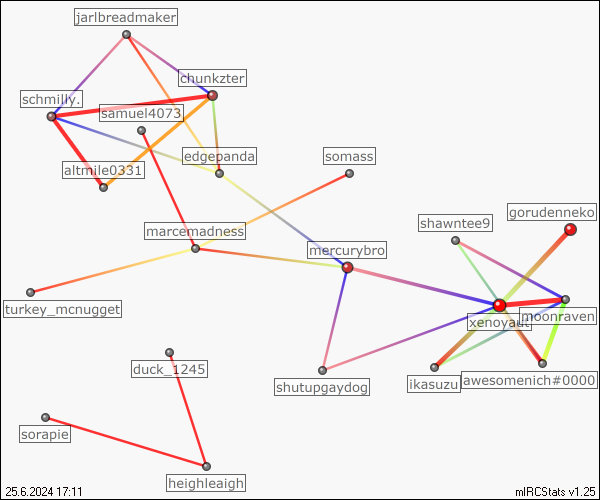 jarlbreadmaker
chunkzter
schmilly.
samuel4073
edgepanda
somass
altmile0331
gorudenneko
shawntee9
marcemadness
mercurybro
turkey_mcnugget
xenoyaut
moonraven
duck_1245
shutupgaydog
ikasuzu
awesomenich#0000
sorapie
heighleaigh
25.6.2024 17:11
mIRCStats v1.25